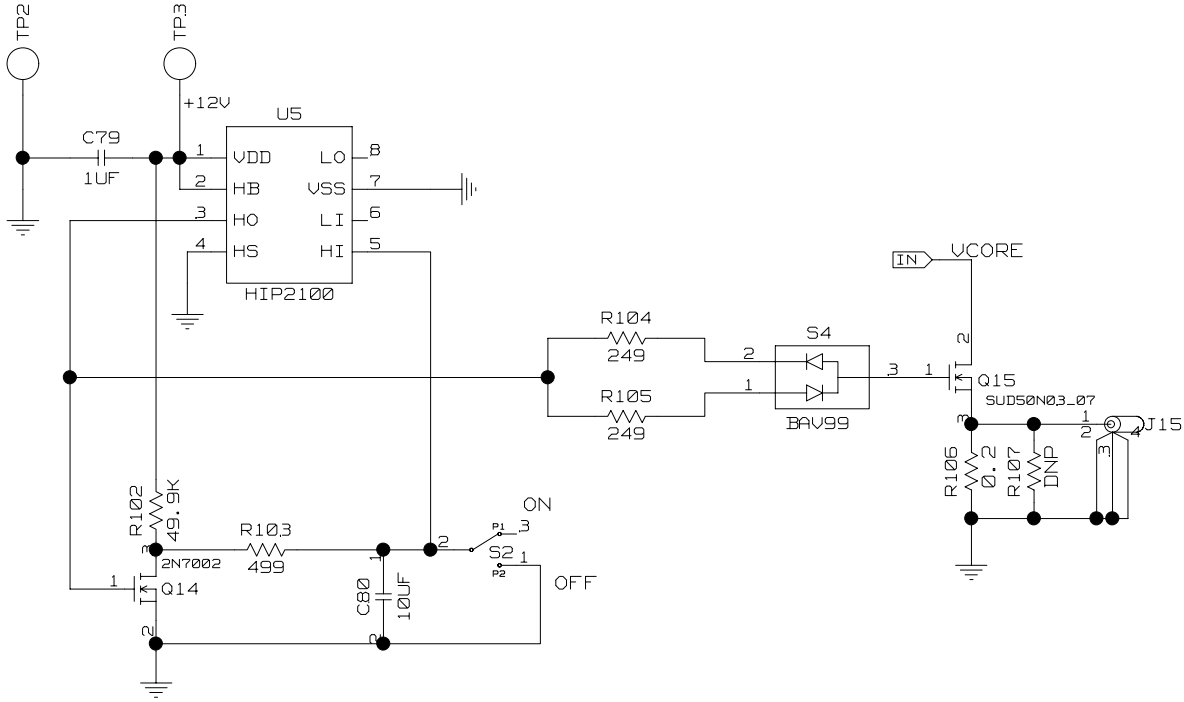 TP2
TP3
+12V
U5
C79
1UF
1 VDD LO 8
2 HB VSS 7
3 HO LI 6
4 HS HI 5
HIP2100
IN
VCORE
R104
249
S4
2
1
3
R105
249
BAV99
2
1
Q15
SUD50N03_07
3
1
2
3
4
J15
R106
0.2
R107
DNP
R102
49.9K
3
2N7002
1
Q14
2
R103
499
1
C80
10UF
2
2
ON
P1
3
S2
1
P2
OFF